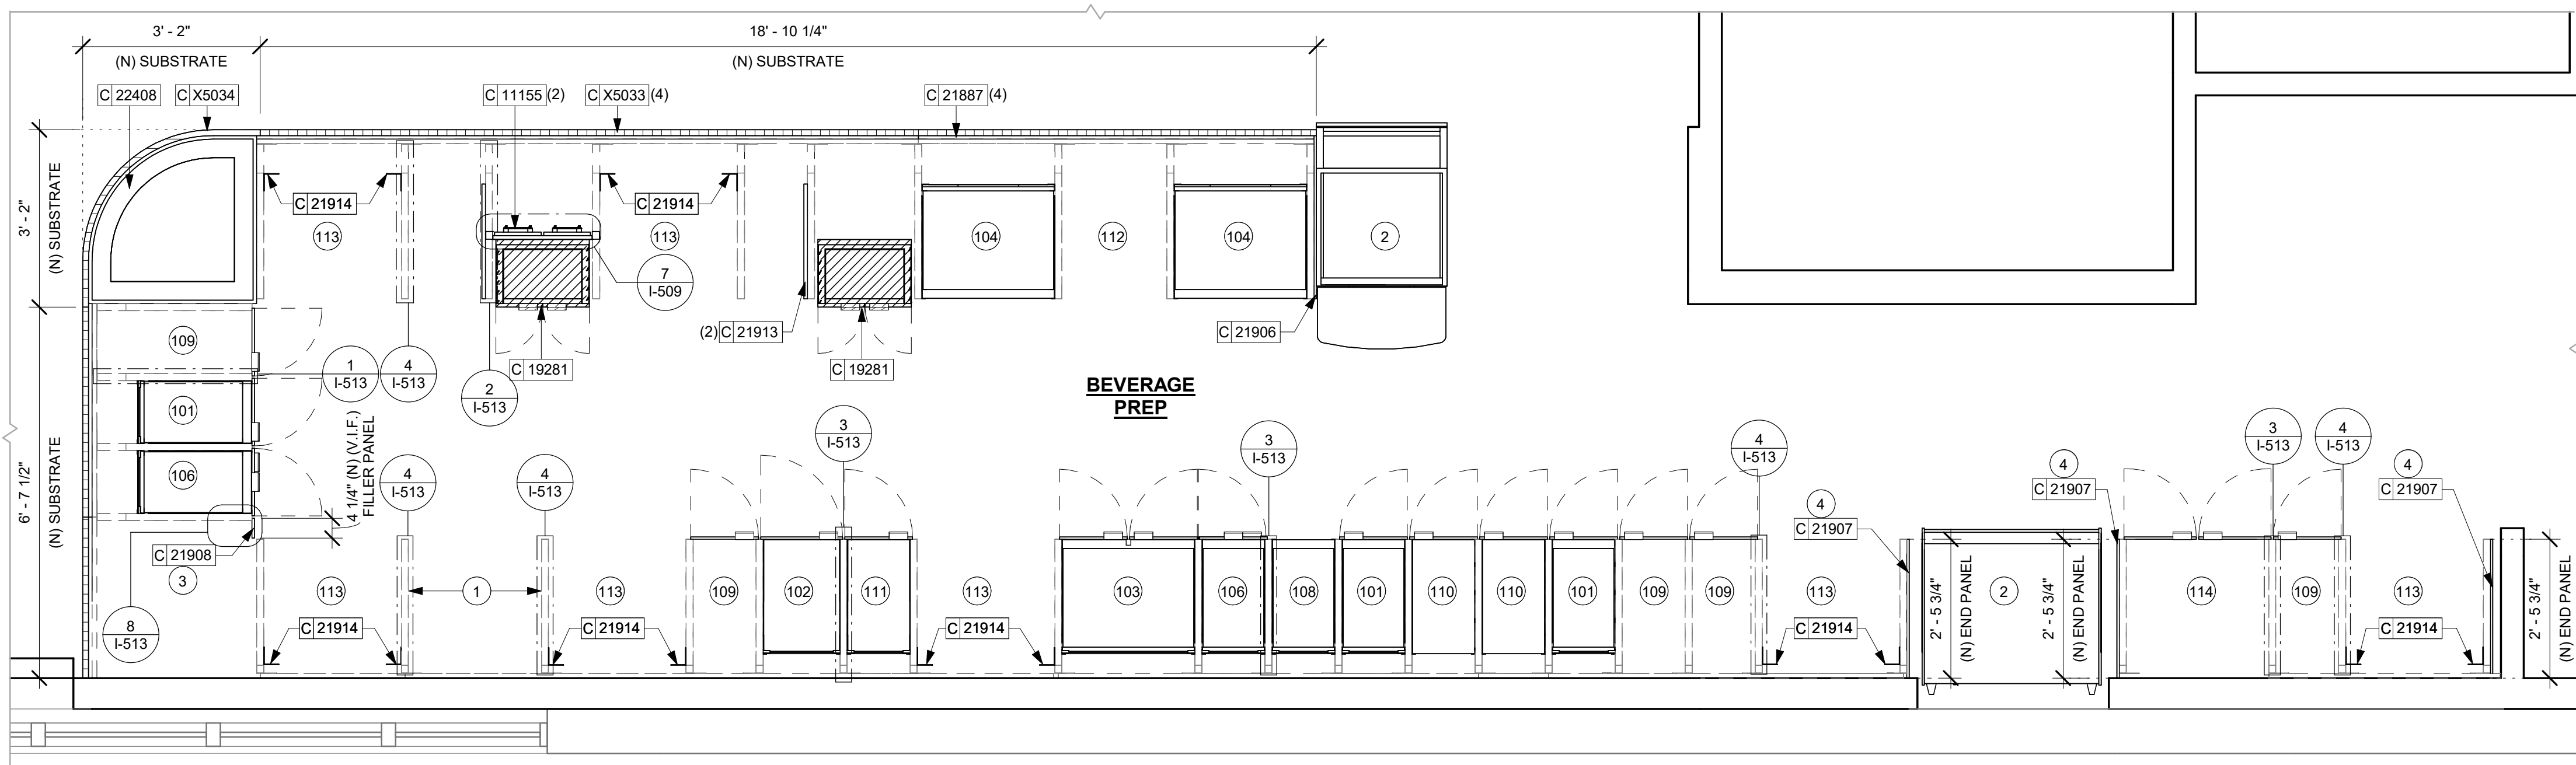 3' - 2"
18' - 10 1/4"
(N) SUBSTRATE
(N) SUBSTRATE
C 22408
C X5034
C 11155 (2)
C X5033 (4)
C 21887 (4)
3' - 2"
(N) SUBSTRATE
C 21914
C 21914
113
113
104
112
104
2
7
I-509
109
(2) C 21913
C 21906
1
I-513
4
I-513
C 19281
C 19281
2
I-513
BEVERAGE
PREP
101
106
4 1/4" (N) (V.I.F.)
FILLER PANEL
6' - 7 1/2"
(N) SUBSTRATE
4
I-513
4
I-513
3
I-513
3
I-513
4
I-513
3
I-513
4
I-513
4
C 21907
4
C 21907
4
C 21907
C 21908
3
8
I-513
113
1
113
109
102
111
113
103
106
108
101
110
110
101
109
109
113
2' - 5 3/4"
(N) END PANEL
2
2' - 5 3/4"
(N) END PANEL
114
109
113
2' - 5 3/4"
(N) END PANEL
C 21914
C 21914
C 21914
C 21914
C 21914